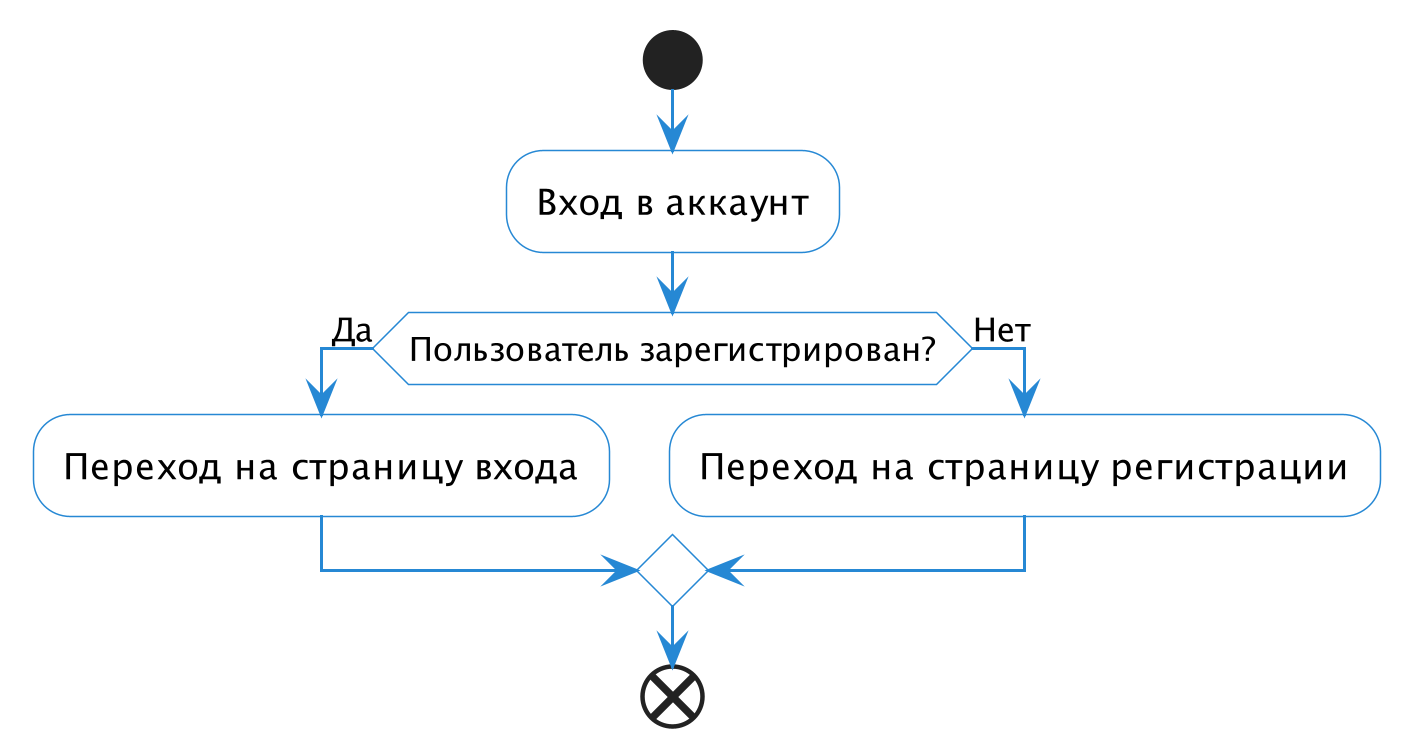 Вход в аккаунт
Да
Пользователь зарегистрирован?
Нет
Переход на страницу входа
Переход на страницу регистрации